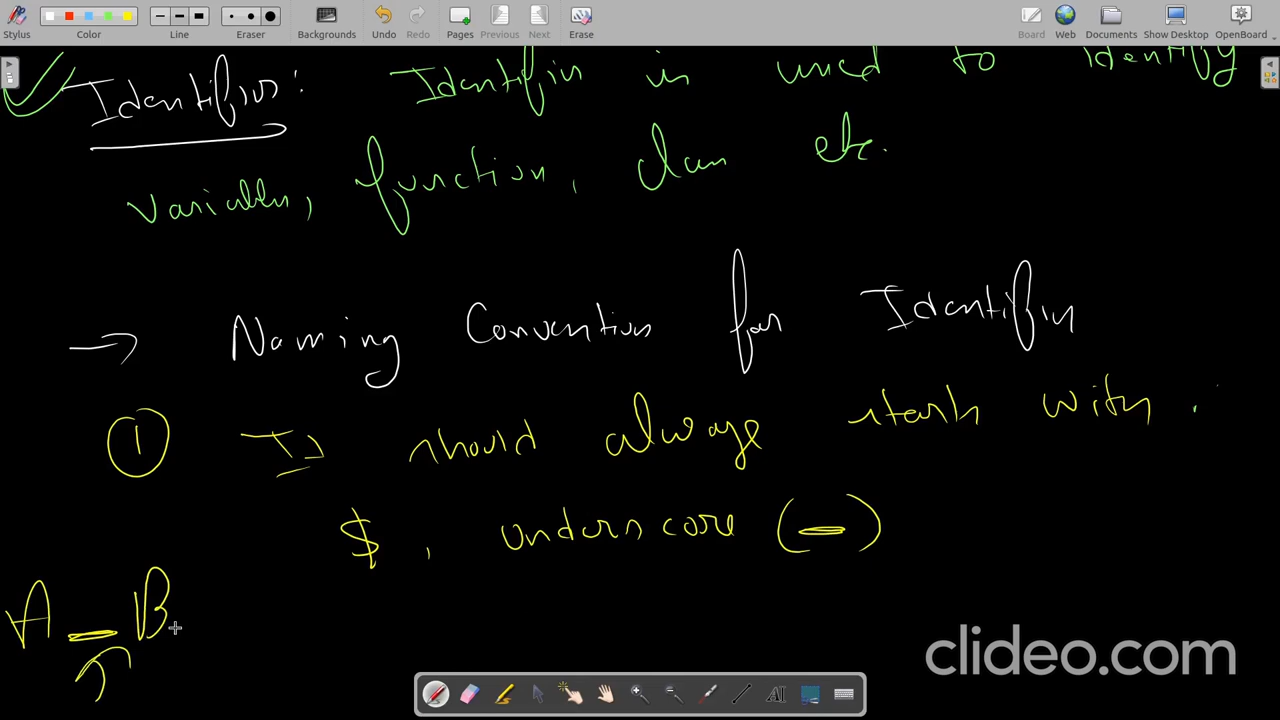 Stylus Color Line Eraser Backgrounds Undo Redo Pages Previous Next Erase Board Web Documents Show Desktop OpenBoard
Identifier: Identifier is used to identify
variables, function, class etc.
→ Naming Convention for Identifier
① It should always starts with
$, underscore (_)
A _ B
clideo.com